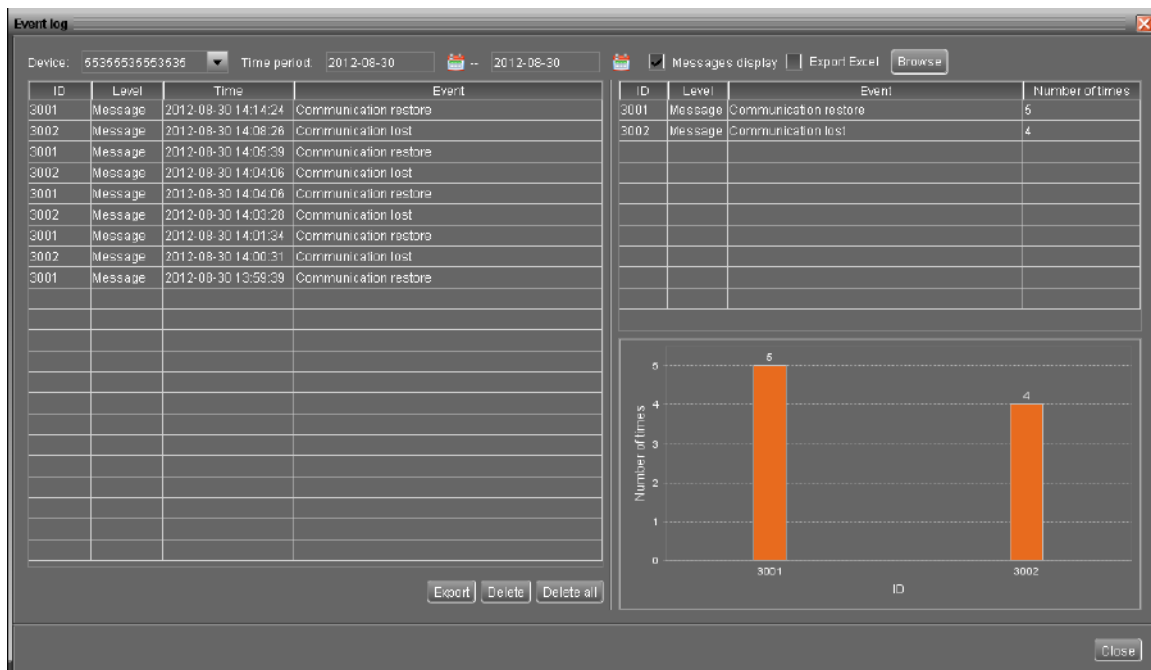 Event log
Device: 55355535553535 Time period: 2012-08-30 -- 2012-08-30 Messages display Export Excel Browse
ID Level Time Event
3001 Message 2012-08-30 14:14:24 Communication restore
3002 Message 2012-08-30 14:08:26 Communication lost
3001 Message 2012-08-30 14:05:39 Communication restore
3002 Message 2012-08-30 14:04:06 Communication lost
3001 Message 2012-08-30 14:04:06 Communication restore
3002 Message 2012-08-30 14:03:28 Communication lost
3001 Message 2012-08-30 14:01:34 Communication restore
3002 Message 2012-08-30 14:00:31 Communication lost
3001 Message 2012-08-30 13:59:39 Communication restore
Export Delete Delete all
ID Level Event Number of times
3001 Message Communication restore 5
3002 Message Communication lost 4
Number of times
5
4
3
2
1
0
5
4
3001 3002
ID
Close